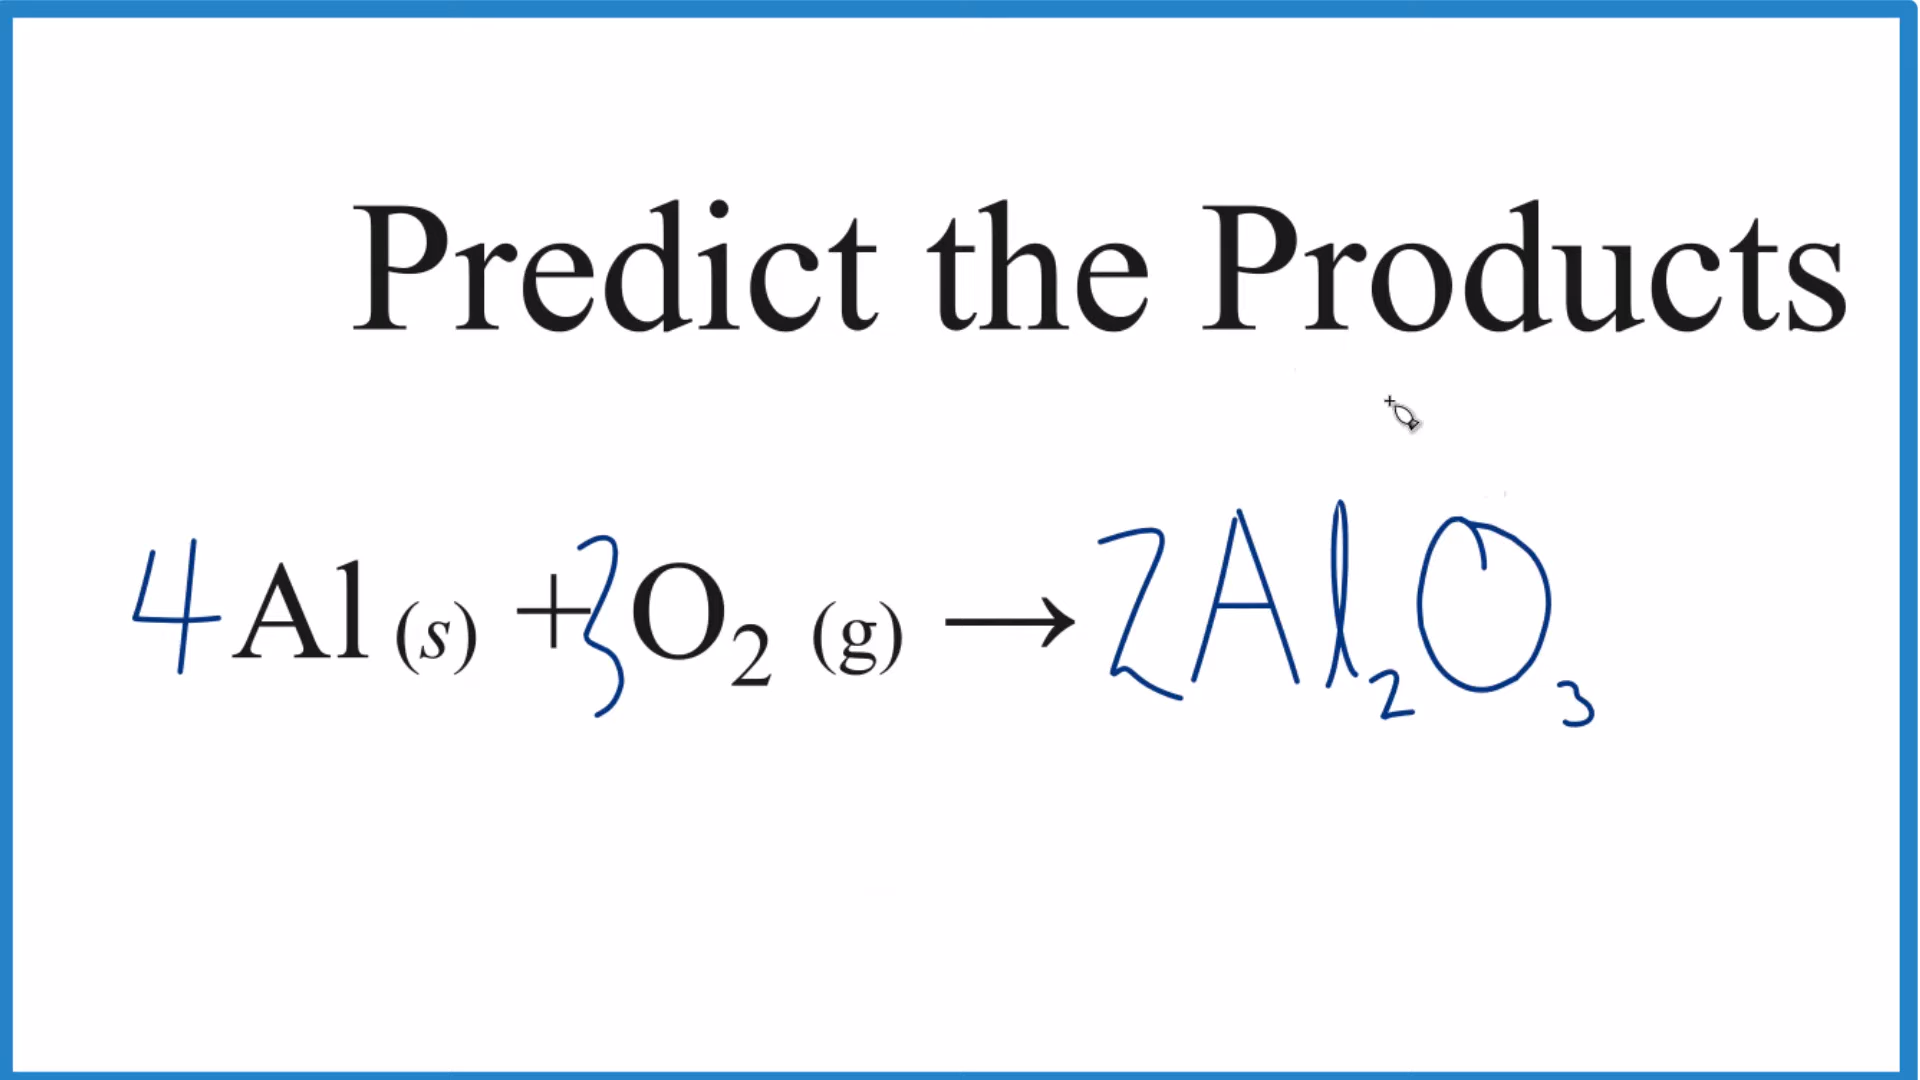 Predict the Products
4Al (s) + 3O₂ (g) → 2Al₂O₃